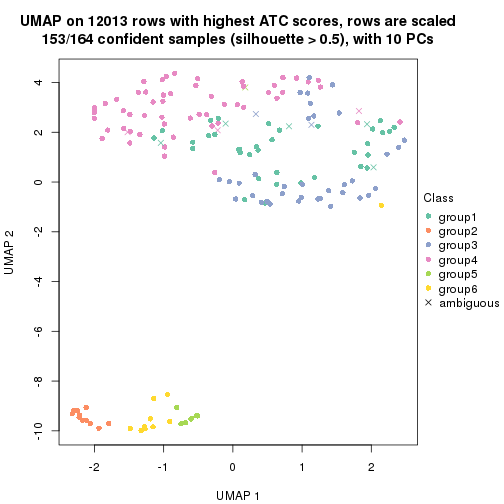 UMAP on 12013 rows with highest ATC scores, rows are scaled
153/164 confident samples (silhouette > 0.5), with 10 PCs
4
2
0
-2
-4
-6
-8
-10
UMAP 2
-2
-1
0
1
2
UMAP 1
Class
group1
group2
group3
group4
group5
group6
ambiguous